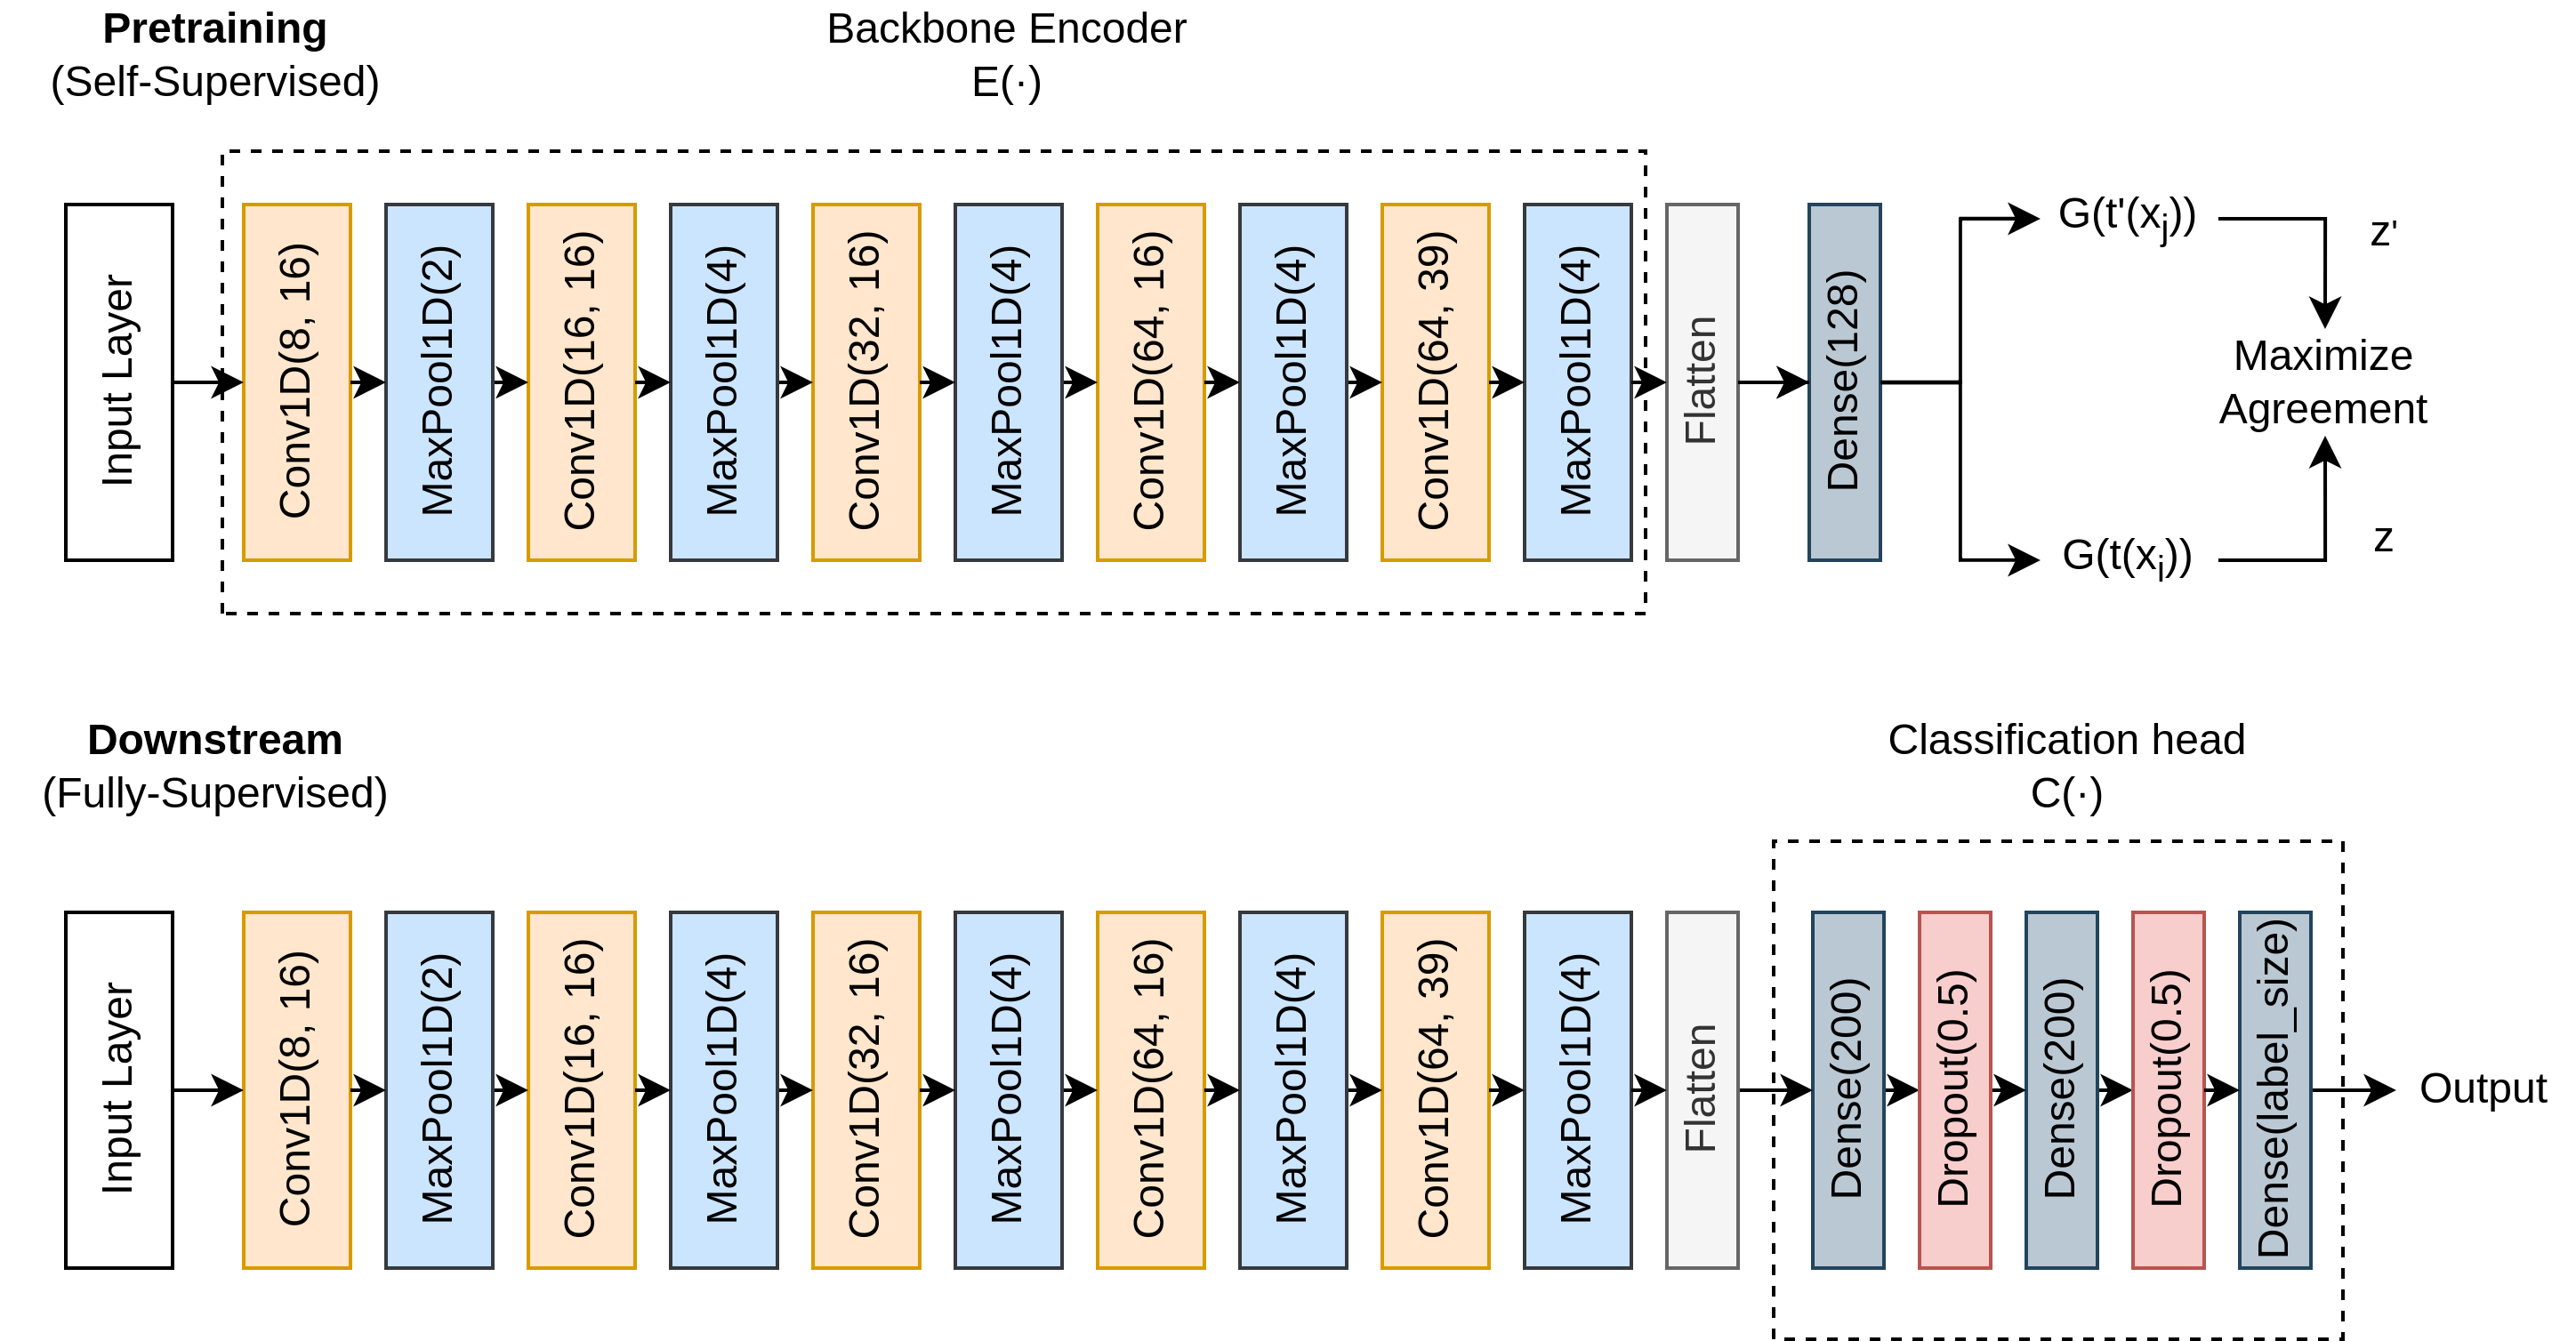 Pretraining
(Self-Supervised)
Backbone Encoder
E(·)
Input Layer
Conv1D(8, 16)
MaxPool1D(2)
Conv1D(16, 16)
MaxPool1D(4)
Conv1D(32, 16)
MaxPool1D(4)
Conv1D(64, 16)
MaxPool1D(4)
Conv1D(64, 39)
MaxPool1D(4)
Flatten
Dense(128)
G(t'(xj))
z'
Maximize
Agreement
G(t(xi))
z
Downstream
(Fully-Supervised)
Classification head
C(·)
Input Layer
Conv1D(8, 16)
MaxPool1D(2)
Conv1D(16, 16)
MaxPool1D(4)
Conv1D(32, 16)
MaxPool1D(4)
Conv1D(64, 16)
MaxPool1D(4)
Conv1D(64, 39)
MaxPool1D(4)
Flatten
Dense(200)
Dropout(0.5)
Dense(200)
Dropout(0.5)
Dense(label_size)
Output